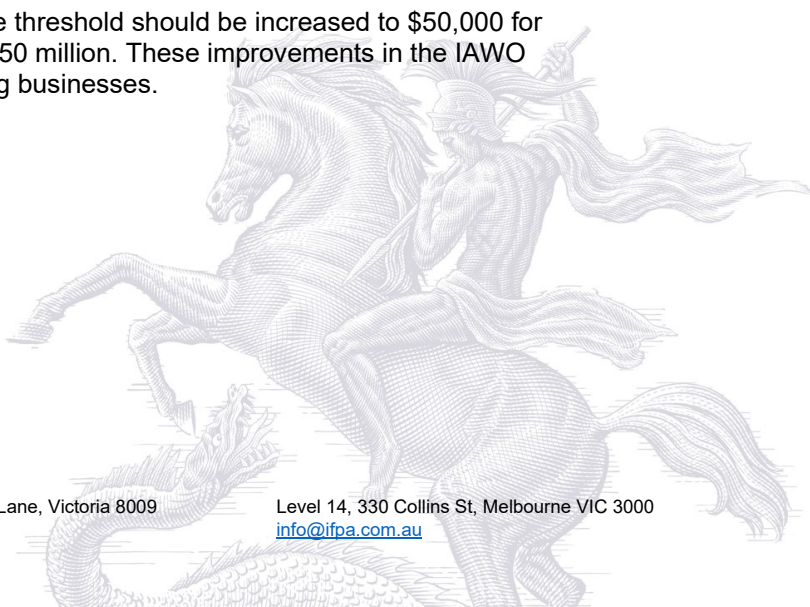 e threshold should be increased to $50,000 for
50 million. These improvements in the IAWO
g businesses.
Lane, Victoria 8009
Level 14, 330 Collins St, Melbourne VIC 3000
info@ifpa.com.au